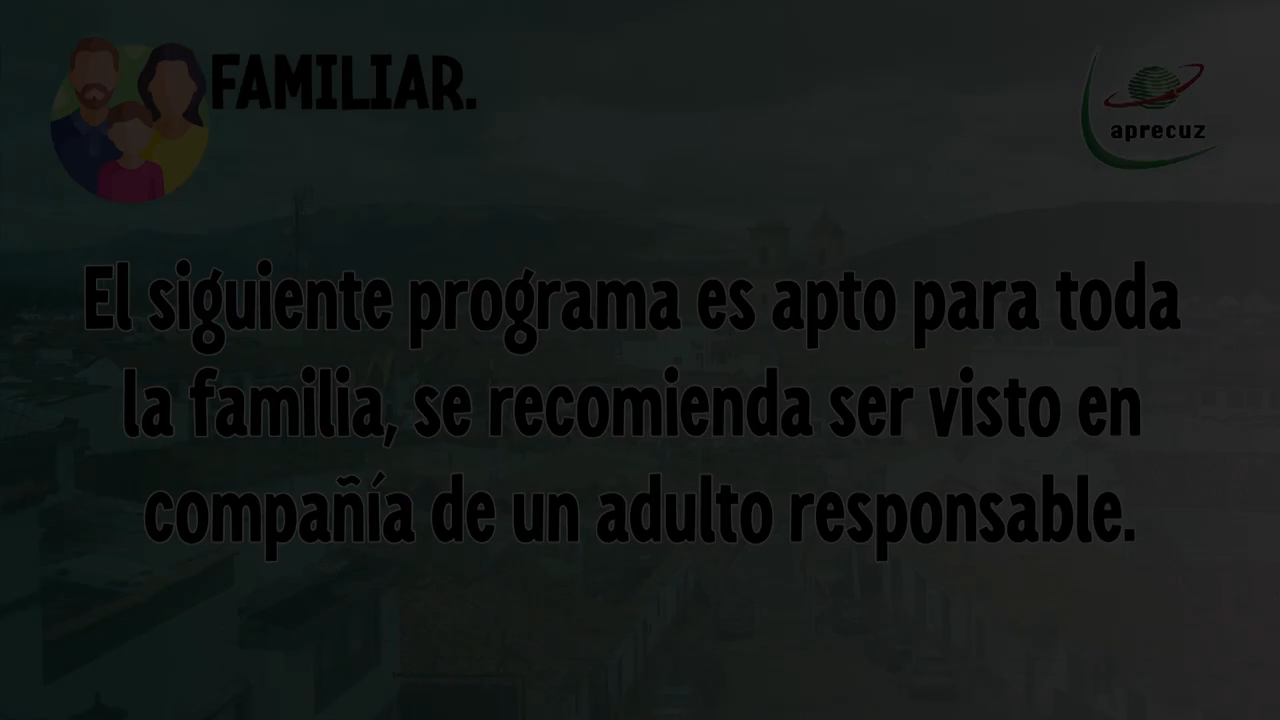 FAMILIAR.
aprecuz
El siguiente programa es apto para toda
la familia, se recomienda ser visto en
compañía de un adulto responsable.